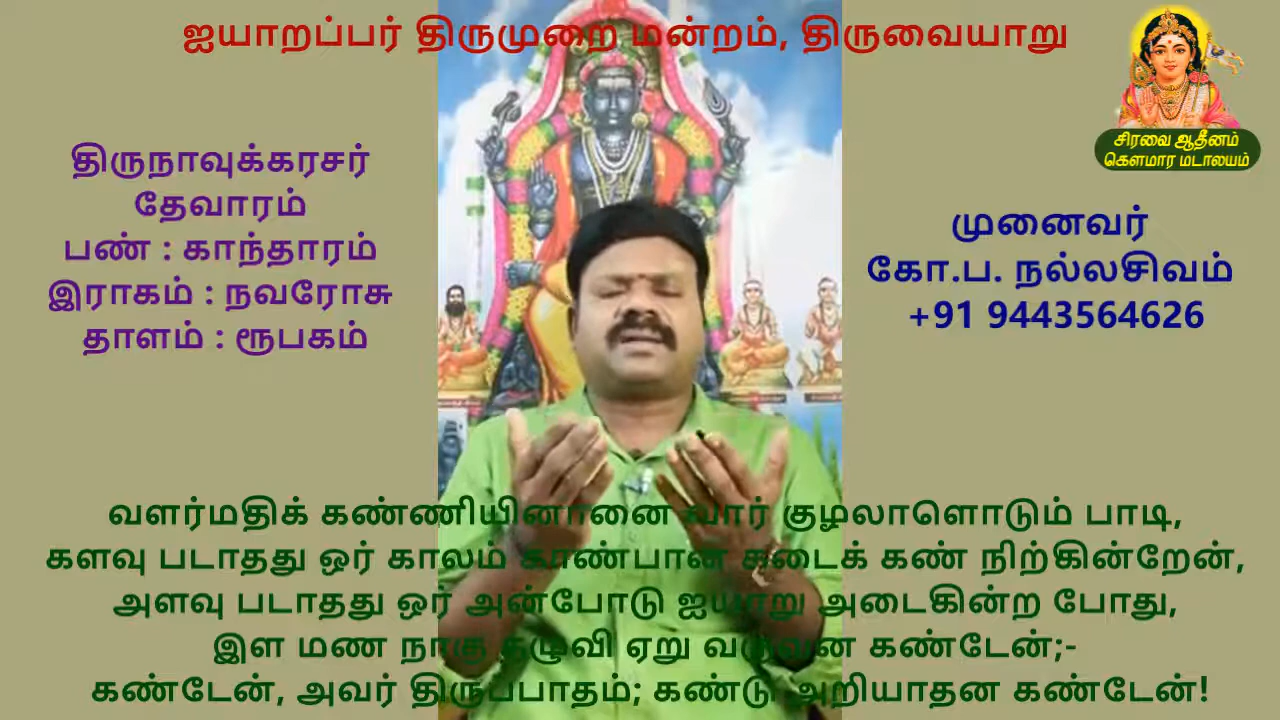 ஐயாறப்பர் திருமுறை மன்றம், திருவையாறு
சிரவை ஆதீனம்
கௌமார மடாலயம்
திருநாவுக்கரசர்
தேவாரம்
பண் : காந்தாரம்
இராகம் : நவரோசு
தாளம் : ரூபகம்
முனைவர்
கோ.ப. நல்லசிவம்
+91 9443564626
வளர்மதிக் கண்ணியினானை வார் குழலாளொடும் பாடி,
களவு படாதது ஒர் காலம் காண்பான் கடைக் கண் நிற்கின்றேன்,
அளவு படாதது ஒர் அன்போடு ஐயாறு அடைகின்ற போது,
இள மண நாகு தழுவி ஏறு வருவன கண்டேன்;-
கண்டேன், அவர் திருப்பாதம்; கண்டு அறியாதன கண்டேன்!